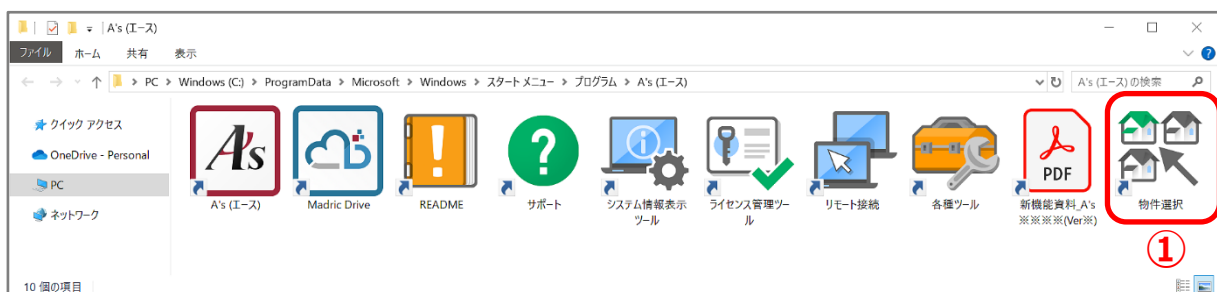 A's (エース)
ファイル ホーム 共有 表示
PC > Windows (C:) > ProgramData > Microsoft > Windows > スタート メニュー > プログラム > A's (エース)
A's (エース) の検索
クイック アクセス
OneDrive - Personal
PC
ネットワーク
A's
PDF
A's (エース)
Madric Drive
README
サポート
システム情報表示
ツール
ライセンス管理ツー
ル
リモート接続
各種ツール
新機能資料_A's
※※※※(Ver※)
物件選択
①
10 個の項目